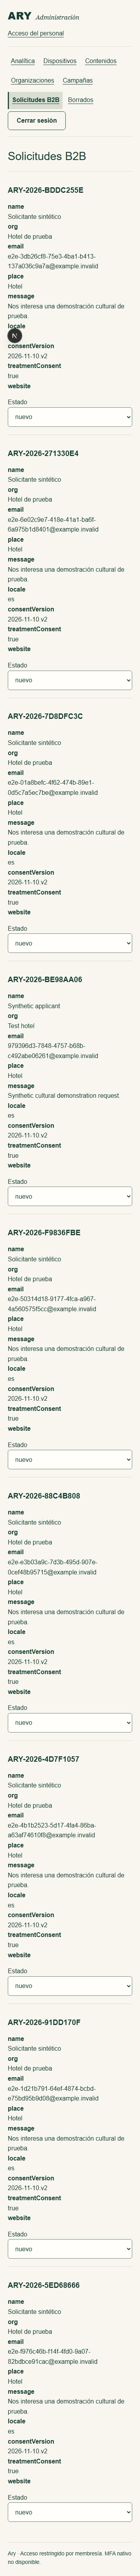 ARY Administración
Acceso del personal
Analítica Dispositivos Contenidos
Organizaciones Campañas
Solicitudes B2B Borrados
Cerrar sesión
Solicitudes B2B
ARY-2026-BDDC255E
name
Solicitante sintético
org
Hotel de prueba
email
e2e-3db26cf8-75e3-4ba1-b413-
137a036c9a7a@example.invalid
place
Hotel
message
Nos interesa una demostración cultural de
prueba.
locale
N
consentVersion
2026-11-10.v2
treatmentConsent
true
website
Estado
nuevo
ARY-2026-271330E4
name
Solicitante sintético
org
Hotel de prueba
email
e2e-6e02c9e7-418e-41a1-ba6f-
6a975b1d8401@example.invalid
place
Hotel
message
Nos interesa una demostración cultural de
prueba.
locale
es
consentVersion
2026-11-10.v2
treatmentConsent
true
website
Estado
nuevo
ARY-2026-7D8DFC3C
name
Solicitante sintético
org
Hotel de prueba
email
e2e-01a8befc-4f62-474b-89e1-
0d5c7a5ec7be@example.invalid
place
Hotel
message
Nos interesa una demostración cultural de
prueba.
locale
es
consentVersion
2026-11-10.v2
treatmentConsent
true
website
Estado
nuevo
ARY-2026-BE98AA06
name
Synthetic applicant
org
Test hotel
email
979396d3-7848-4757-b68b-
c492abe06261@example.invalid
place
Hotel
message
Synthetic cultural demonstration request.
locale
es
consentVersion
2026-11-10.v2
treatmentConsent
true
website
Estado
nuevo
ARY-2026-F9836FBE
name
Solicitante sintético
org
Hotel de prueba
email
e2e-50314d18-9177-4fca-a967-
4a560575f5cc@example.invalid
place
Hotel
message
Nos interesa una demostración cultural de
prueba.
locale
es
consentVersion
2026-11-10.v2
treatmentConsent
true
website
Estado
nuevo
ARY-2026-88C4B808
name
Solicitante sintético
org
Hotel de prueba
email
e2e-e3b03a9c-7d3b-495d-907e-
0cef48b95715@example.invalid
place
Hotel
message
Nos interesa una demostración cultural de
prueba.
locale
es
consentVersion
2026-11-10.v2
treatmentConsent
true
website
Estado
nuevo
ARY-2026-4D7F1057
name
Solicitante sintético
org
Hotel de prueba
email
e2e-4b1b2523-5d17-4fa4-86ba-
a63af74610f8@example.invalid
place
Hotel
message
Nos interesa una demostración cultural de
prueba.
locale
es
consentVersion
2026-11-10.v2
treatmentConsent
true
website
Estado
nuevo
ARY-2026-91DD170F
name
Solicitante sintético
org
Hotel de prueba
email
e2e-1d21b791-64ef-4874-bcbd-
e75bd95b9d08@example.invalid
place
Hotel
message
Nos interesa una demostración cultural de
prueba.
locale
es
consentVersion
2026-11-10.v2
treatmentConsent
true
website
Estado
nuevo
ARY-2026-5ED68666
name
Solicitante sintético
org
Hotel de prueba
email
e2e-f976c46b-f14f-4fd0-9a07-
82bdbce91cac@example.invalid
place
Hotel
message
Nos interesa una demostración cultural de
prueba.
locale
es
consentVersion
2026-11-10.v2
treatmentConsent
true
website
Estado
nuevo
Ary · Acceso restringido por membresía. MFA nativo
no disponible.